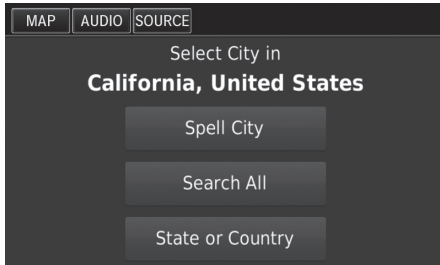 MAP AUDIO SOURCE
Select City in
California, United States
Spell City
Search All
State or Country